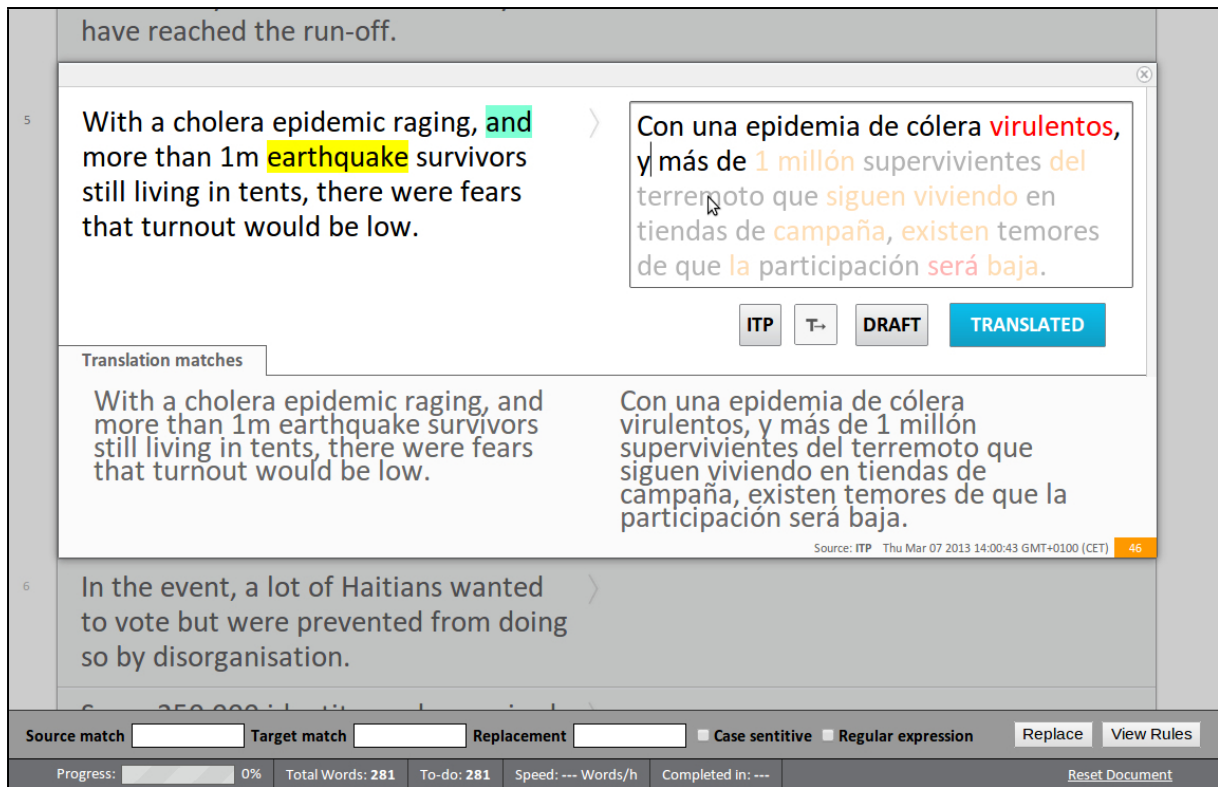 have reached the run-off.
5
With a cholera epidemic raging, and
more than 1m earthquake survivors
still living in tents, there were fears
that turnout would be low.
Con una epidemia de cólera virulentos,
y más de 1 millón supervivientes del
terremoto que siguen viviendo en
tiendas de campaña, existen temores
de que la participación será baja.
ITP T→ DRAFT TRANSLATED
Translation matches
With a cholera epidemic raging, and
more than 1m earthquake survivors
still living in tents, there were fears
that turnout would be low.
Con una epidemia de cólera
virulentos, y más de 1 millón
supervivientes del terremoto que
siguen viviendo en tiendas de
campaña, existen temores de que la
participación será baja.
Source: ITP Thu Mar 07 2013 14:00:43 GMT+0100 (CET) 46
6
In the event, a lot of Haitians wanted
to vote but were prevented from doing
so by disorganisation.
Source match Target match Replacement Case sentitive Regular expression Replace View Rules
Progress: 0% Total Words: 281 To-do: 281 Speed: --- Words/h Completed in: --- Reset Document